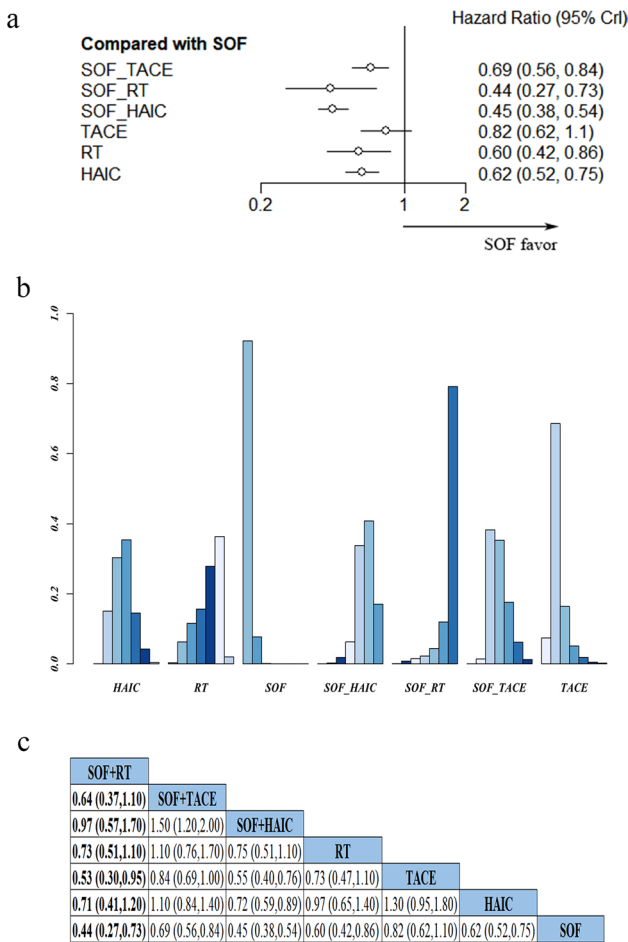 a
Hazard Ratio (95% CrI)
Compared with SOF
SOF_TACE 0.69 (0.56, 0.84)
SOF_RT 0.44 (0.27, 0.73)
SOF_HAIC 0.45 (0.38, 0.54)
TACE 0.82 (0.62, 1.1)
RT 0.60 (0.42, 0.86)
HAIC 0.62 (0.52, 0.75)
0.2 1 2
SOF favor
b
1.0
0.8
0.6
0.4
0.2
0.0
HAIC RT SOF SOF_HAIC SOF_RT SOF_TACE TACE
c
SOF+RT
0.64 (0.37,1.10) SOF+TACE
0.97 (0.57,1.70) 1.50 (1.20,2.00) SOF+HAIC
0.73 (0.51,1.10) 1.10 (0.76,1.70) 0.75 (0.51,1.10) RT
0.53 (0.30,0.95) 0.84 (0.69,1.00) 0.55 (0.40,0.76) 0.73 (0.47,1.10) TACE
0.71 (0.41,1.20) 1.10 (0.84,1.40) 0.72 (0.59,0.89) 0.97 (0.65,1.40) 1.30 (0.95,1.80) HAIC
0.44 (0.27,0.73) 0.69 (0.56,0.84) 0.45 (0.38,0.54) 0.60 (0.42,0.86) 0.82 (0.62,1.10) 0.62 (0.52,0.75) SOF